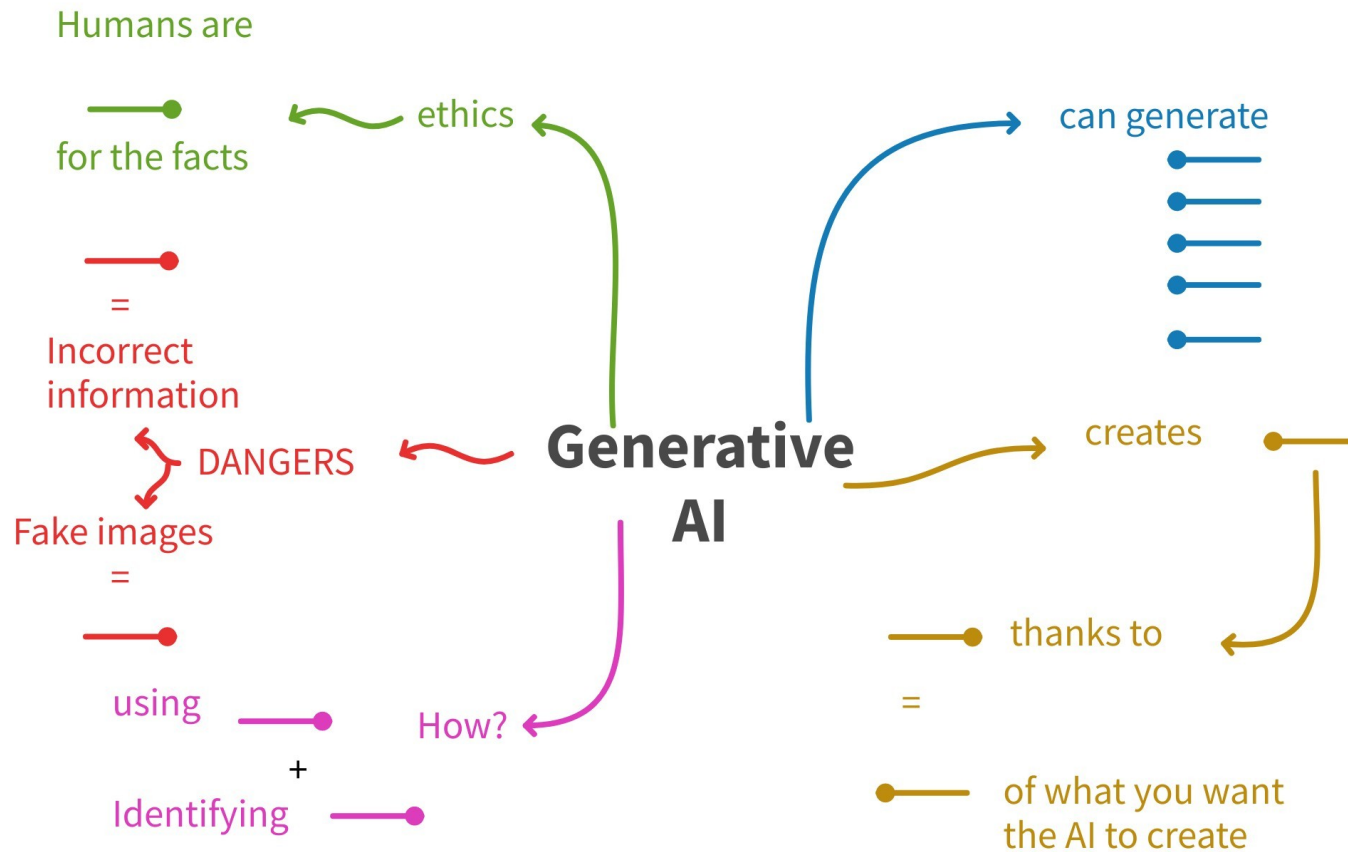 Humans are
for the facts
ethics
can generate
=
Incorrect
information
DANGERS
Fake images
=
Generative
AI
creates
thanks to
=
of what you want
the AI to create
using
How?
+
Identifying